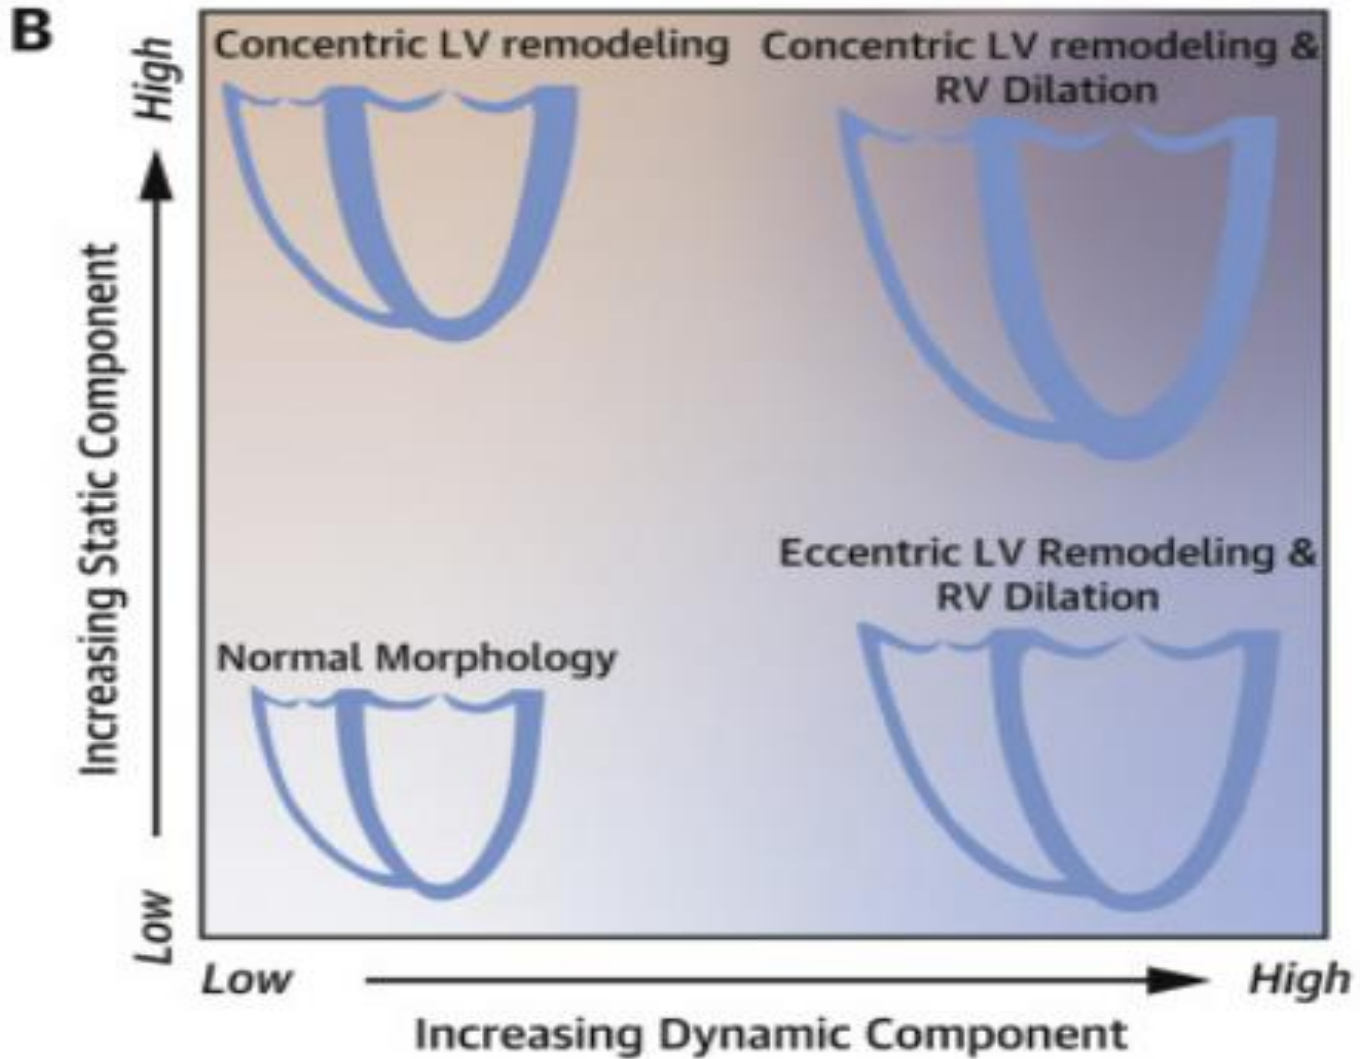 B
Concentric LV remodeling
Concentric LV remodeling &
RV Dilation
High
Increasing Static Component
Eccentric LV Remodeling &
RV Dilation
Normal Morphology
Low
Low
High
Increasing Dynamic Component